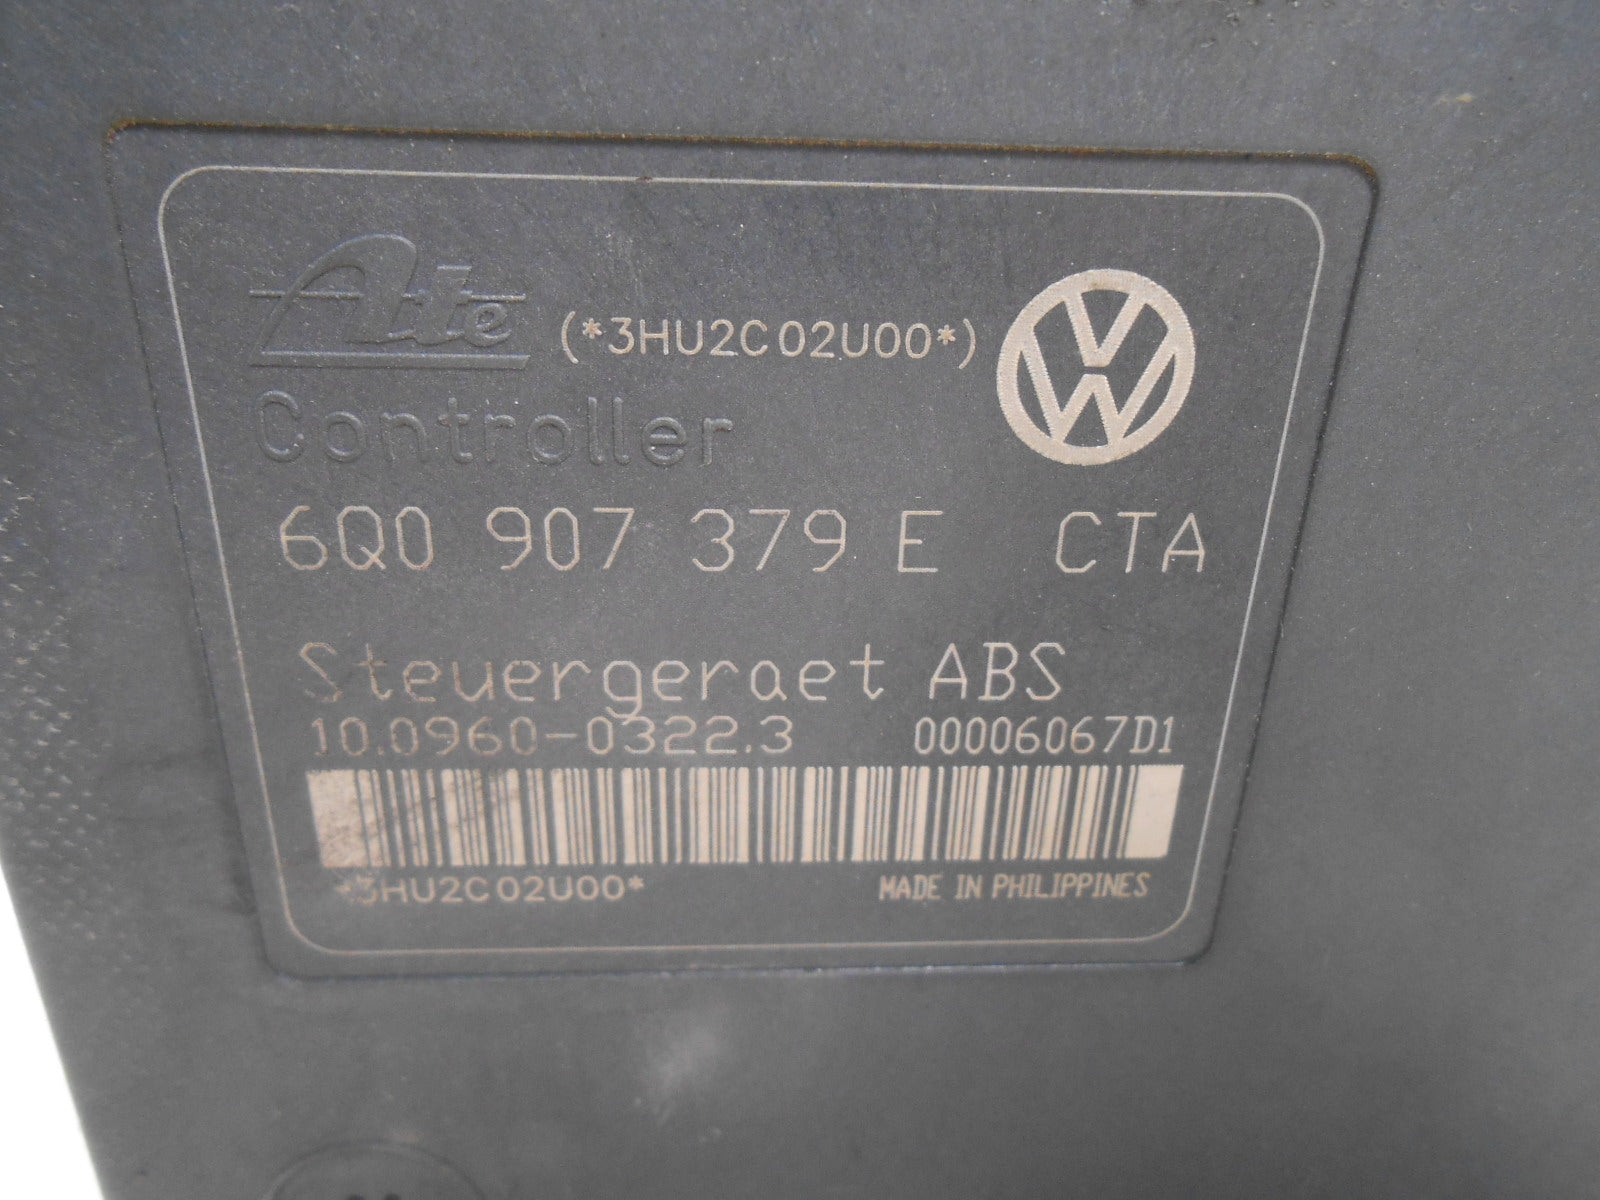 Ate (*3HU2C02U00*)
Controller
6Q0 907 379 E CTA
Steuergeraet ABS
10.0960-0322.3 00006067D1
*3HU2C02U00* MADE IN PHILIPPINES